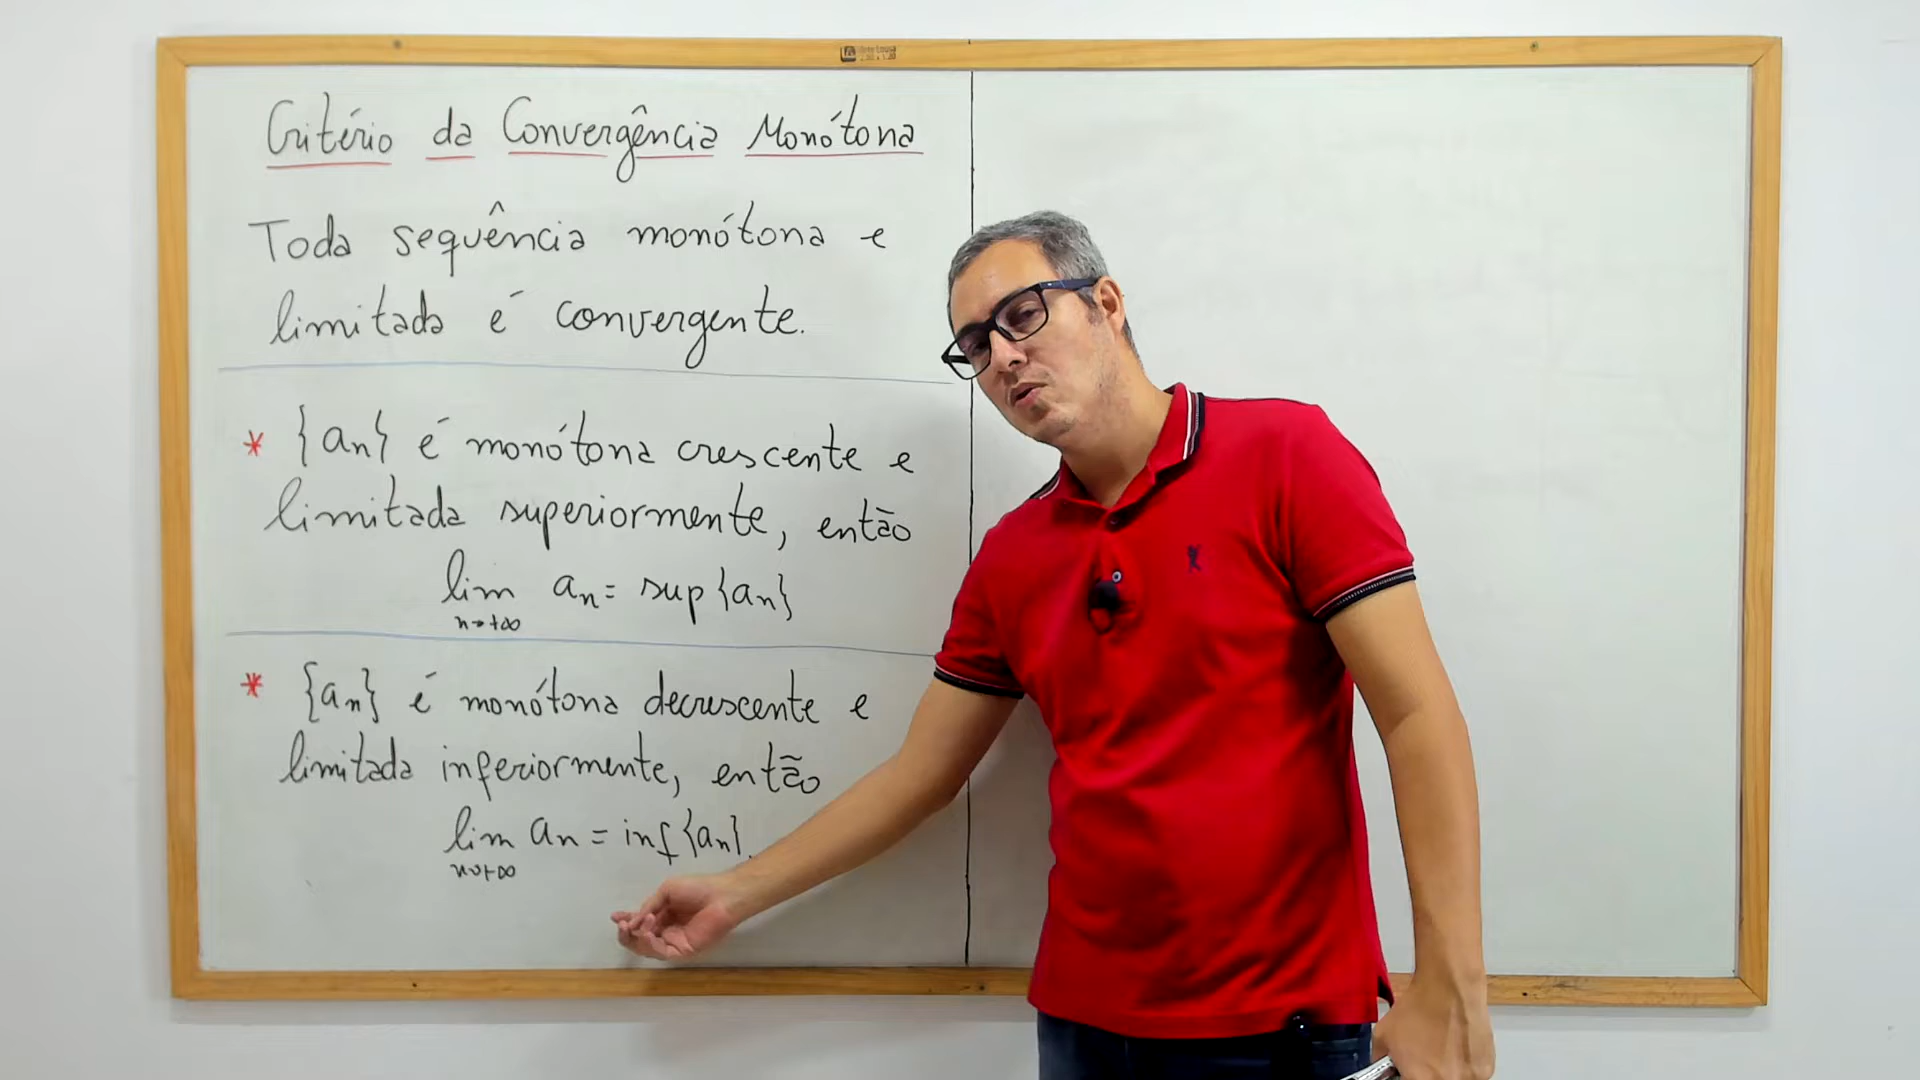 Critério da Convergência Monótona
Toda sequência monótona e
limitada é convergente.
* {an} é monótona crescente e
limitada superiormente, então
lim an = sup{an}
n→+∞
* {an} é monótona decrescente e
limitada inferiormente, então
lim an = inf{an}.
n→+∞